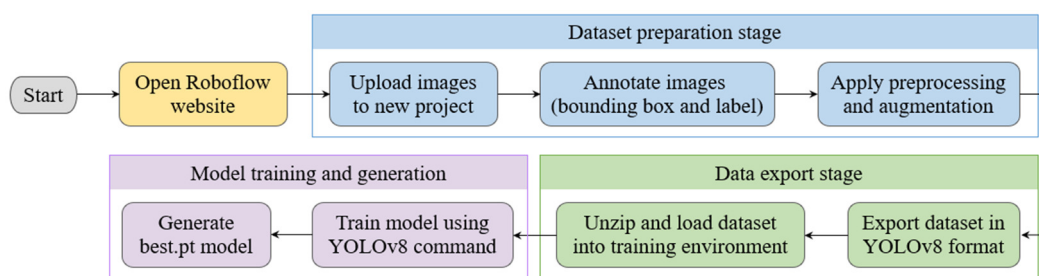 Dataset preparation stage
Start
Open Roboflow
website
Upload images
to new project
Annotate images
(bounding box and label)
Apply preprocessing
and augmentation
Data export stage
Export dataset in
YOLOv8 format
Unzip and load dataset
into training environment
Model training and generation
Train model using
YOLOv8 command
Generate
best.pt model